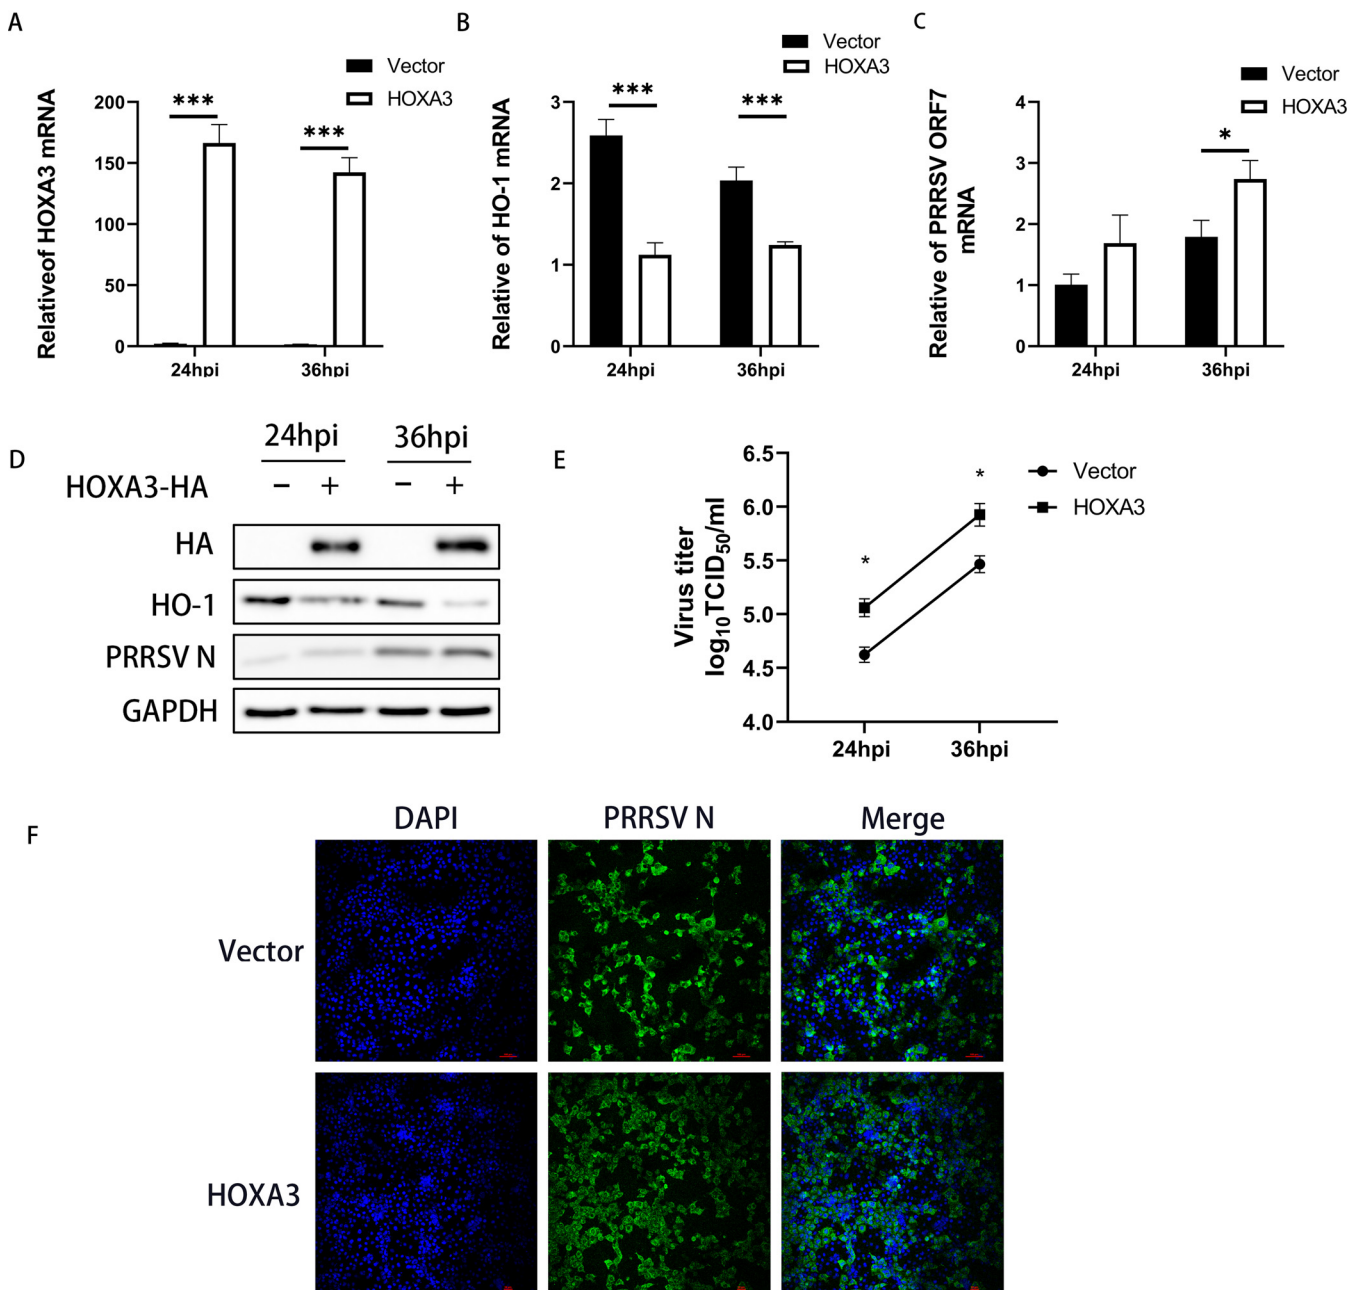 A
Vector
HOXA3
Relativeof HOXA3 mRNA
200
150
100
50
0
***
***
24hpi
36hpi
B
Vector
HOXA3
Relative of HO-1 mRNA
3
2
1
0
***
***
24hpi
36hpi
C
Vector
HOXA3
Relative of PRRSV ORF7
mRNA
4
3
2
1
0
*
24hpi
36hpi
D
24hpi 36hpi
HOXA3-HA − + − +
HA
HO-1
PRRSV N
GAPDH
E
Vector
HOXA3
Virus titer
log10TCID50/ml
6.5
6.0
5.5
5.0
4.5
4.0
*
*
24hpi
36hpi
F
DAPI PRRSV N Merge
Vector
HOXA3